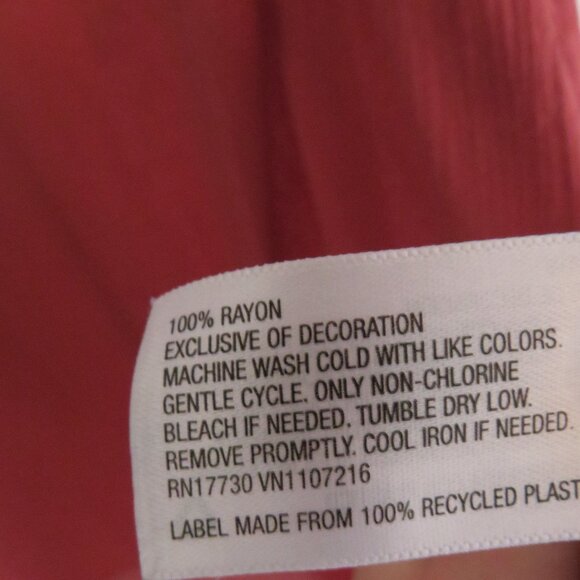 100% RAYON
EXCLUSIVE OF DECORATION
MACHINE WASH COLD WITH LIKE COLORS.
GENTLE CYCLE. ONLY NON-CHLORINE
BLEACH IF NEEDED. TUMBLE DRY LOW.
REMOVE PROMPTLY. COOL IRON IF NEEDED.
RN17730 VN1107216
LABEL MADE FROM 100% RECYCLED PLAST